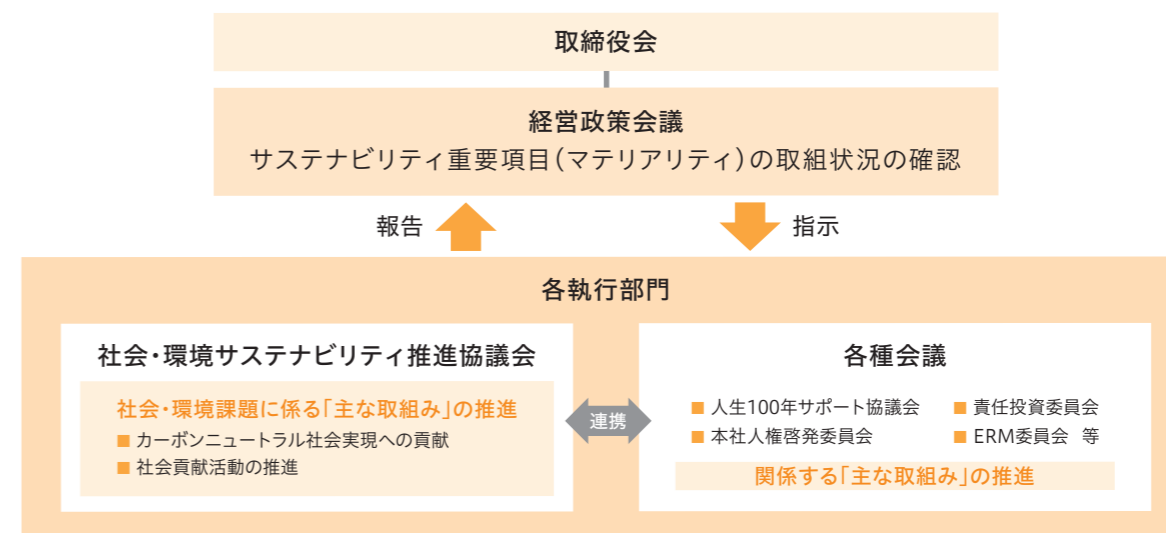 取締役会
経営政策会議
サステナビリティ重要項目(マテリアリティ)の取組状況の確認
報告
指示
各執行部門
社会・環境サステナビリティ推進協議会
社会・環境課題に係る「主な取組み」の推進
■ カーボンニュートラル社会実現への貢献
■ 社会貢献活動の推進
連携
各種会議
■ 人生100年サポート協議会 ■ 責任投資委員会
■ 本社人権啓発委員会 ■ ERM委員会 等
関係する「主な取組み」の推進